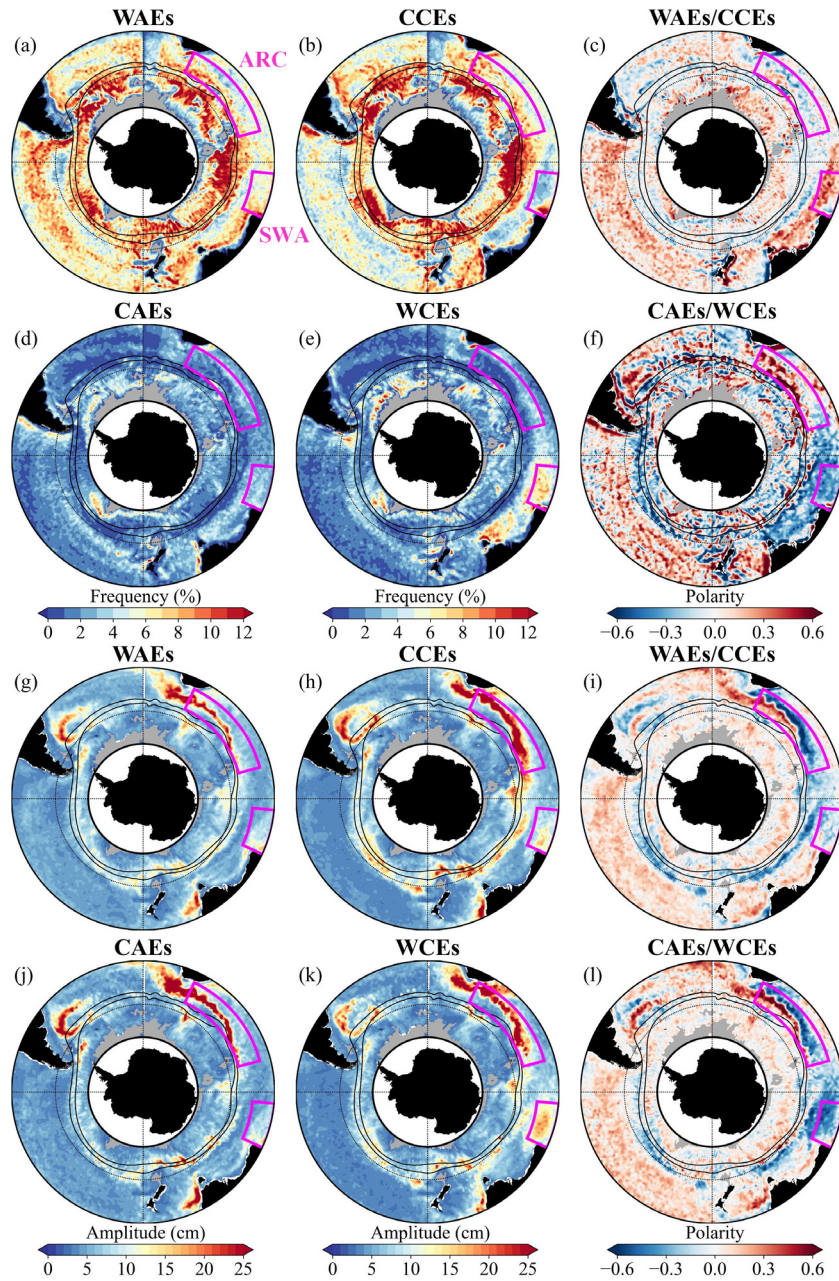 WAEs CCEs WAEs/CCEs
(a) (b) (c)
ARC
SWA
CAEs WCEs CAEs/WCEs
(d) (e) (f)
Frequency (%) Frequency (%) Polarity
0 2 4 6 8 10 12 0 2 4 6 8 10 12 −0.6 −0.3 0.0 0.3 0.6
WAEs CCEs WAEs/CCEs
(g) (h) (i)
CAEs WCEs CAEs/WCEs
(j) (k) (l)
Amplitude (cm) Amplitude (cm) Polarity
0 5 10 15 20 25 0 5 10 15 20 25 −0.6 −0.3 0.0 0.3 0.6